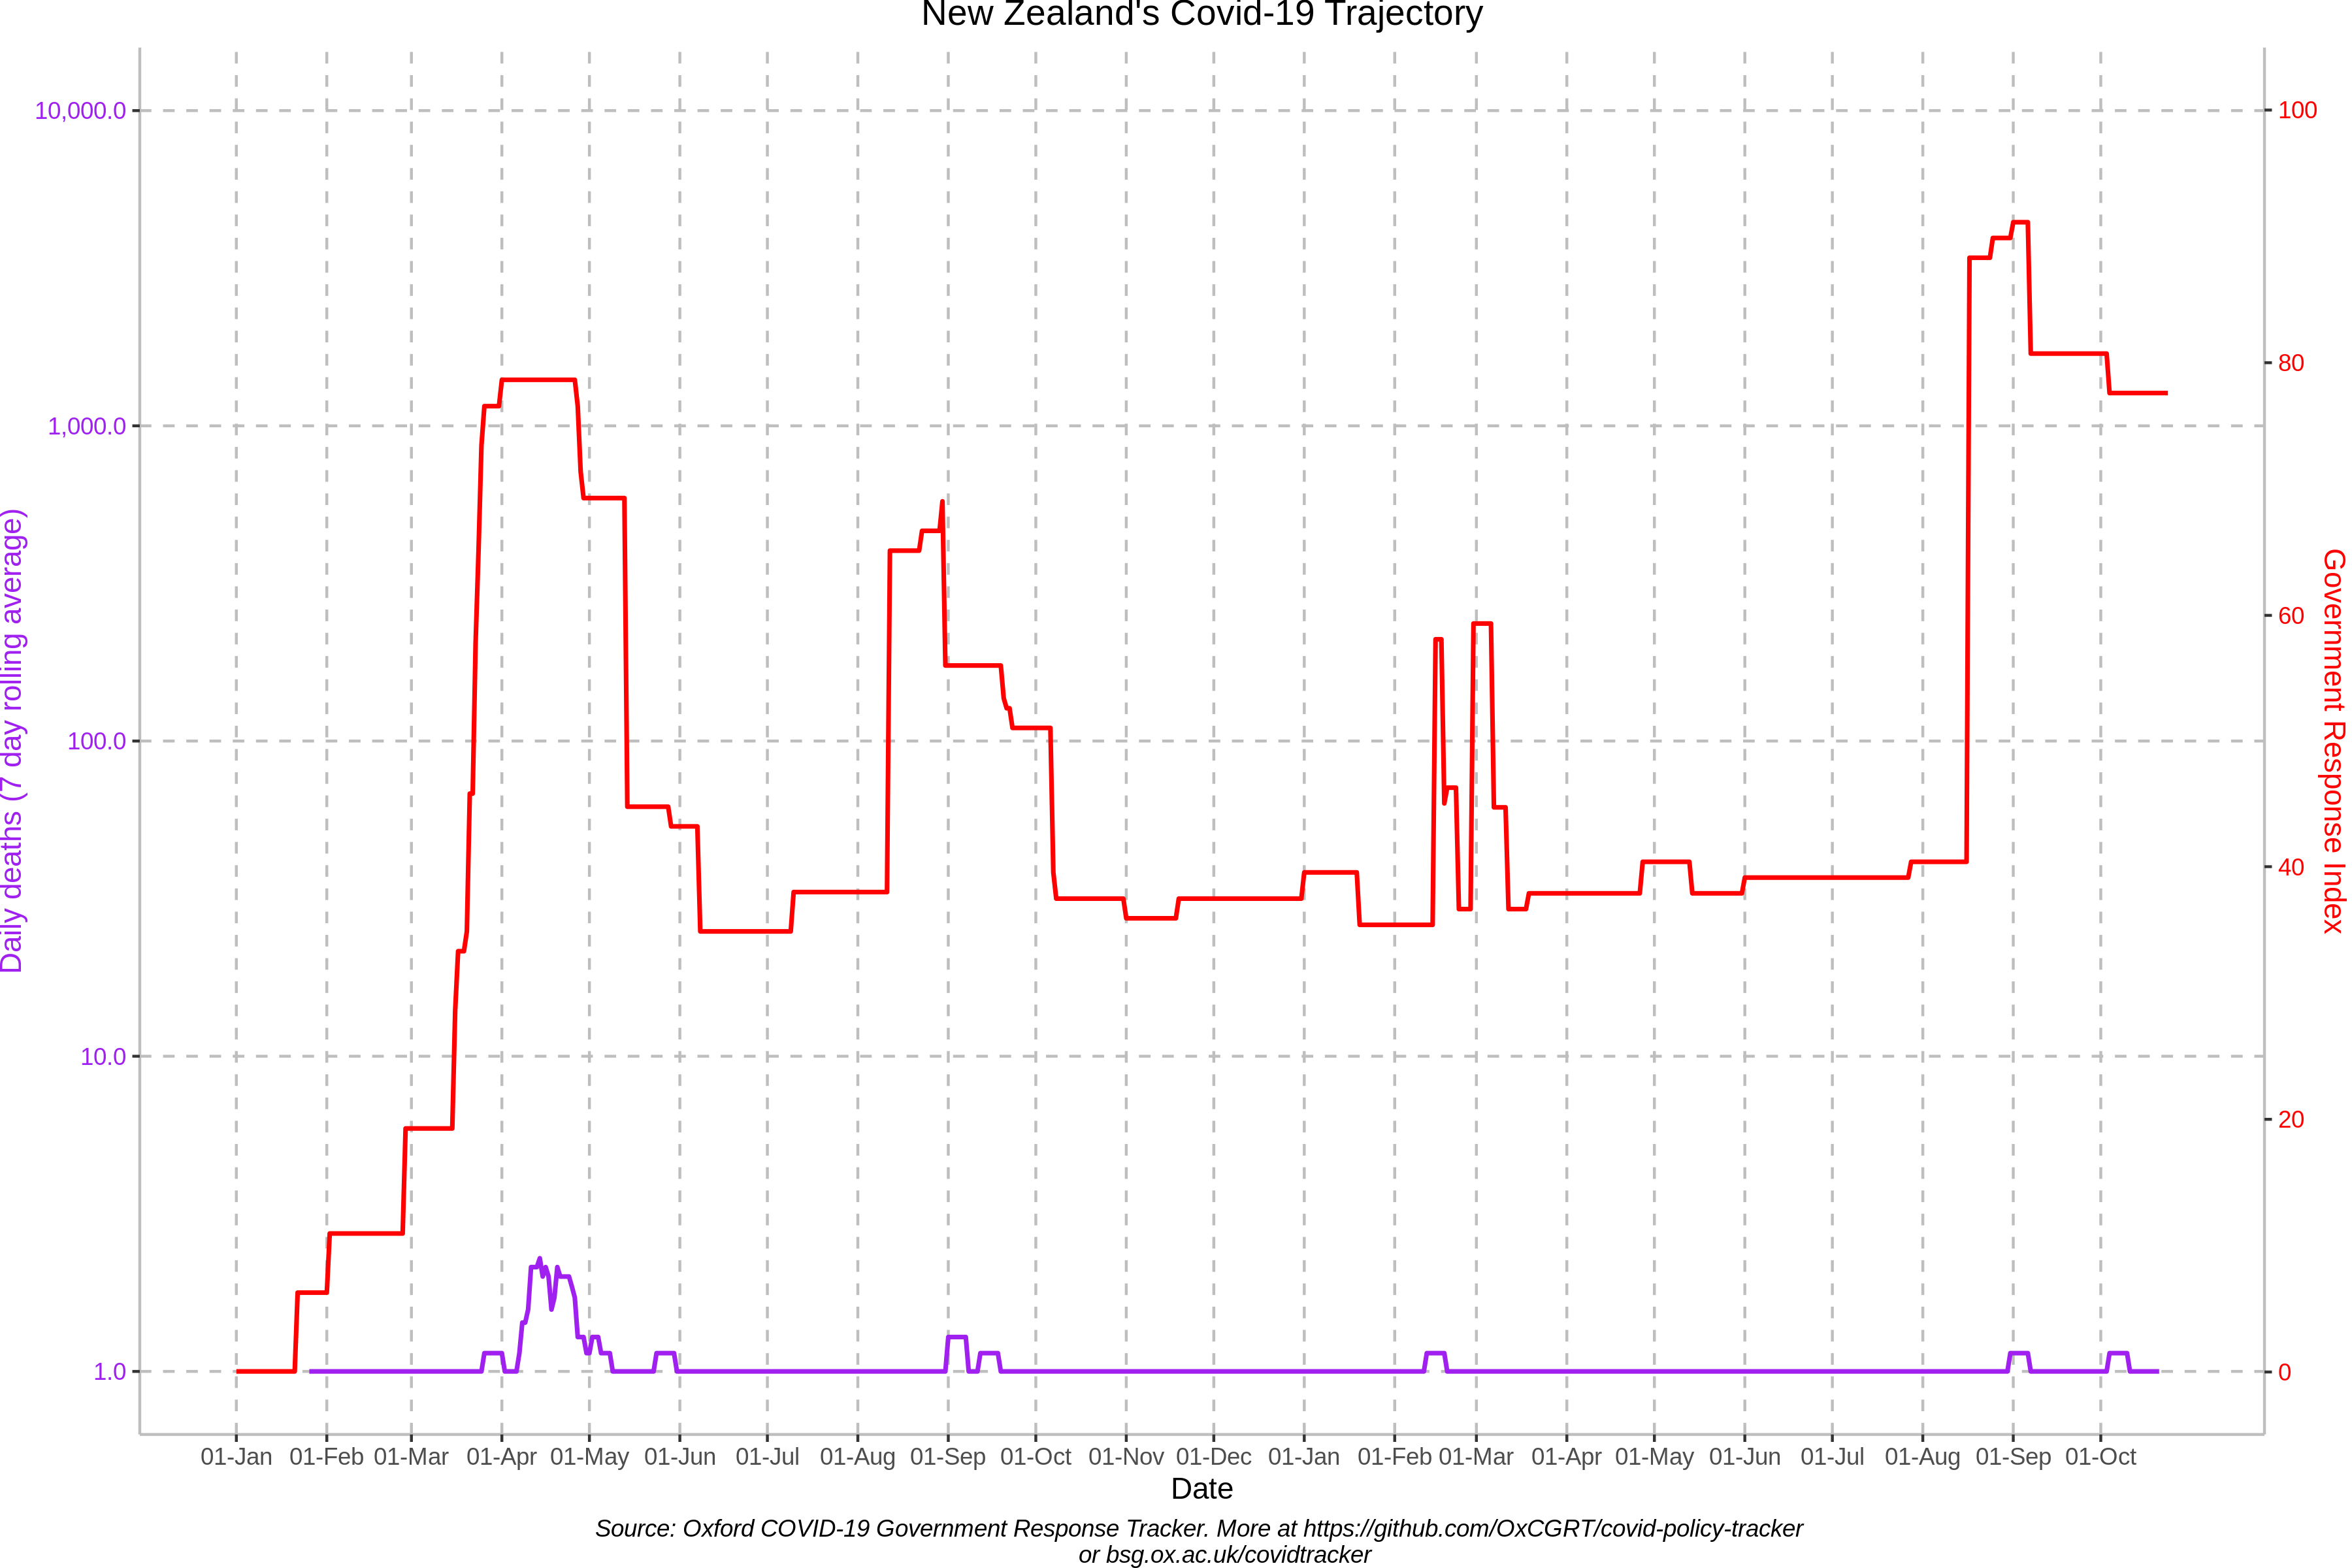 New Zealand's Covid-19 Trajectory
10,000.0
1,000.0
100.0
10.0
1.0
Daily deaths (7 day rolling average)
100
80
60
40
20
0
Government Response Index
01-Jan 01-Feb 01-Mar 01-Apr 01-May 01-Jun 01-Jul 01-Aug 01-Sep 01-Oct 01-Nov 01-Dec 01-Jan 01-Feb 01-Mar 01-Apr 01-May 01-Jun 01-Jul 01-Aug 01-Sep 01-Oct
Date
Source: Oxford COVID-19 Government Response Tracker. More at https://github.com/OxCGRT/covid-policy-tracker
or bsg.ox.ac.uk/covidtracker